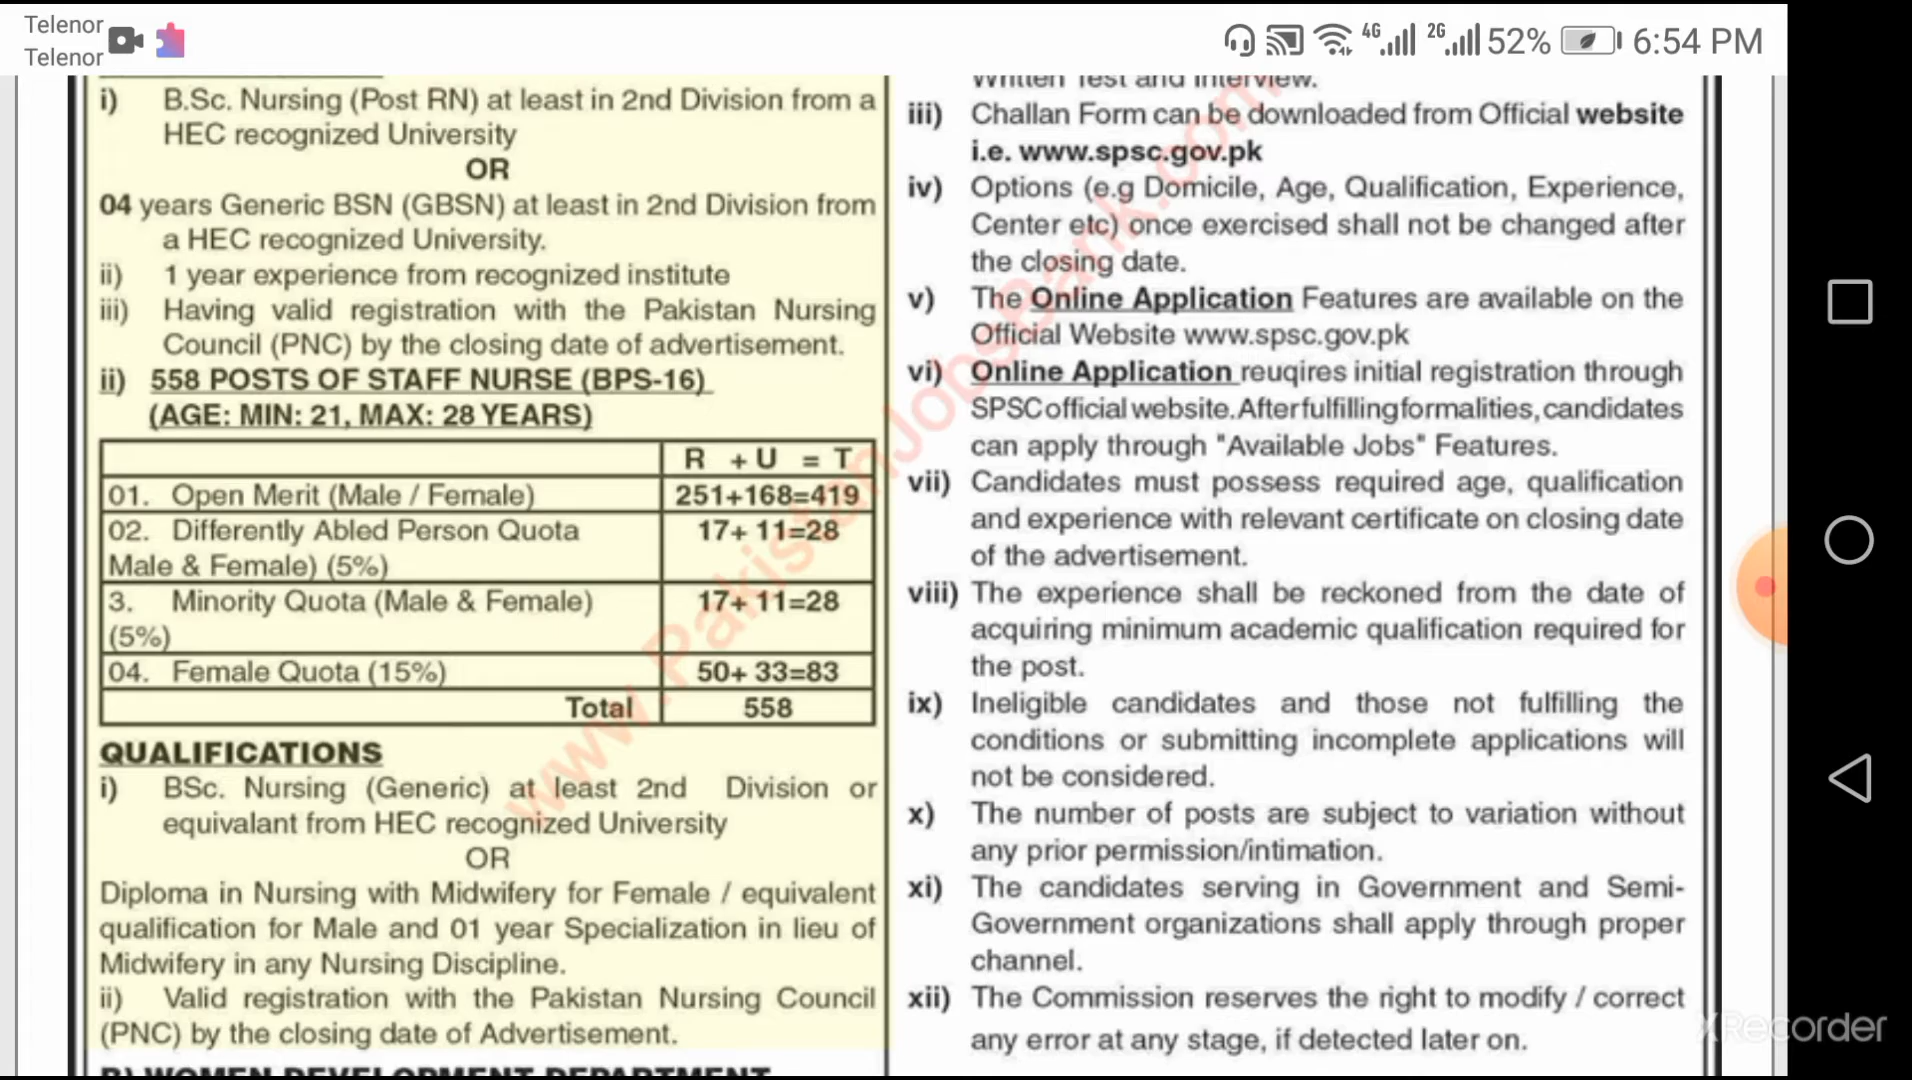 Telenor
Telenor
4G 2G 52% 6:54 PM
i) B.Sc. Nursing (Post RN) at least in 2nd Division from a
HEC recognized University
OR
04 years Generic BSN (GBSN) at least in 2nd Division from
a HEC recognized University.
ii) 1 year experience from recognized institute
iii) Having valid registration with the Pakistan Nursing
Council (PNC) by the closing date of advertisement.
ii) 558 POSTS OF STAFF NURSE (BPS-16)
(AGE: MIN: 21, MAX: 28 YEARS)
R + U = T
01. Open Merit (Male / Female) 251+168=419
02. Differently Abled Person Quota 17+ 11=28
Male & Female) (5%)
3. Minority Quota (Male & Female) 17+ 11=28
(5%)
04. Female Quota (15%) 50+ 33=83
Total 558
QUALIFICATIONS
i) BSc. Nursing (Generic) at least 2nd Division or
equivalant from HEC recognized University
OR
Diploma in Nursing with Midwifery for Female / equivalent
qualification for Male and 01 year Specialization in lieu of
Midwifery in any Nursing Discipline.
ii) Valid registration with the Pakistan Nursing Council
(PNC) by the closing date of Advertisement.
B) WOMEN DEVELOPMENT DEPARTMENT
Written Test and Interview.
iii) Challan Form can be downloaded from Official website
i.e. www.spsc.gov.pk
iv) Options (e.g Domicile, Age, Qualification, Experience,
Center etc) once exercised shall not be changed after
the closing date.
v) The Online Application Features are available on the
Official Website www.spsc.gov.pk
vi) Online Application reuqires initial registration through
SPSC official website. After fulfilling formalities, candidates
can apply through "Available Jobs" Features.
vii) Candidates must possess required age, qualification
and experience with relevant certificate on closing date
of the advertisement.
viii) The experience shall be reckoned from the date of
acquiring minimum academic qualification required for
the post.
ix) Ineligible candidates and those not fulfilling the
conditions or submitting incomplete applications will
not be considered.
x) The number of posts are subject to variation without
any prior permission/intimation.
xi) The candidates serving in Government and Semi-
Government organizations shall apply through proper
channel.
xii) The Commission reserves the right to modify / correct
any error at any stage, if detected later on.
www.PakistanJobsBank.com
XRecorder